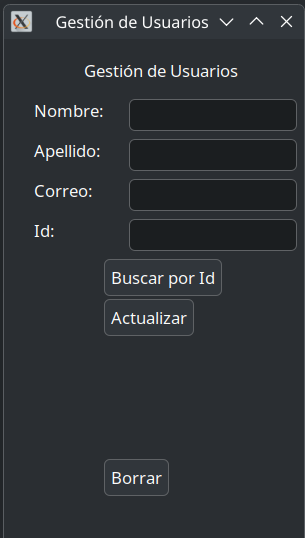 Gestión de Usuarios
Gestión de Usuarios
Nombre:
Apellido:
Correo:
Id:
Buscar por Id
Actualizar
Borrar